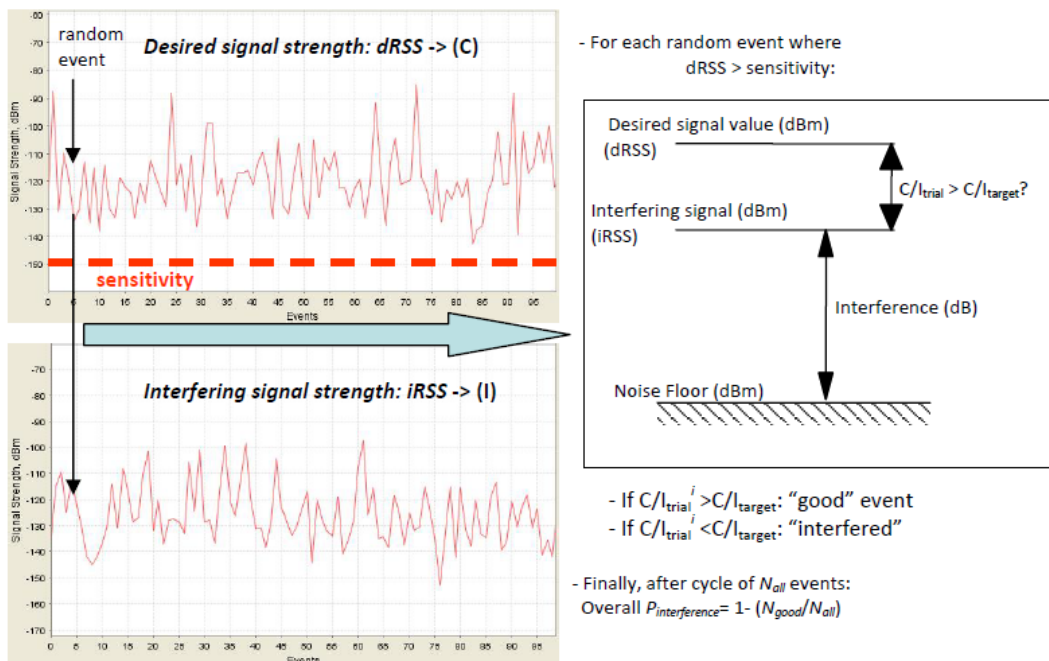 random
event
Desired signal strength: dRSS -> (C)
Signal Strength, dBm
-60
-70
-80
-90
-100
-110
-120
-130
-140
-150
sensitivity
0 5 10 15 20 25 30 35 40 45 50 55 60 65 70 75 80 85 90 95
Events
Interfering signal strength: iRSS -> (I)
Signal Strength, dBm
-70
-80
-90
-100
-110
-120
-130
-140
-150
-160
-170
0 5 10 15 20 25 30 35 40 45 50 55 60 65 70 75 80 85 90 95
Events
- For each random event where
dRSS > sensitivity:
Desired signal value (dBm)
(dRSS)
C/Itrial > C/Itarget?
Interfering signal (dBm)
(iRSS)
Interference (dB)
Noise Floor (dBm)
- If C/Itrial i >C/Itarget: “good” event
- If C/Itrial i <C/Itarget: “interfered”
- Finally, after cycle of Nall events:
Overall Pinterference= 1- (Ngood/Nall)